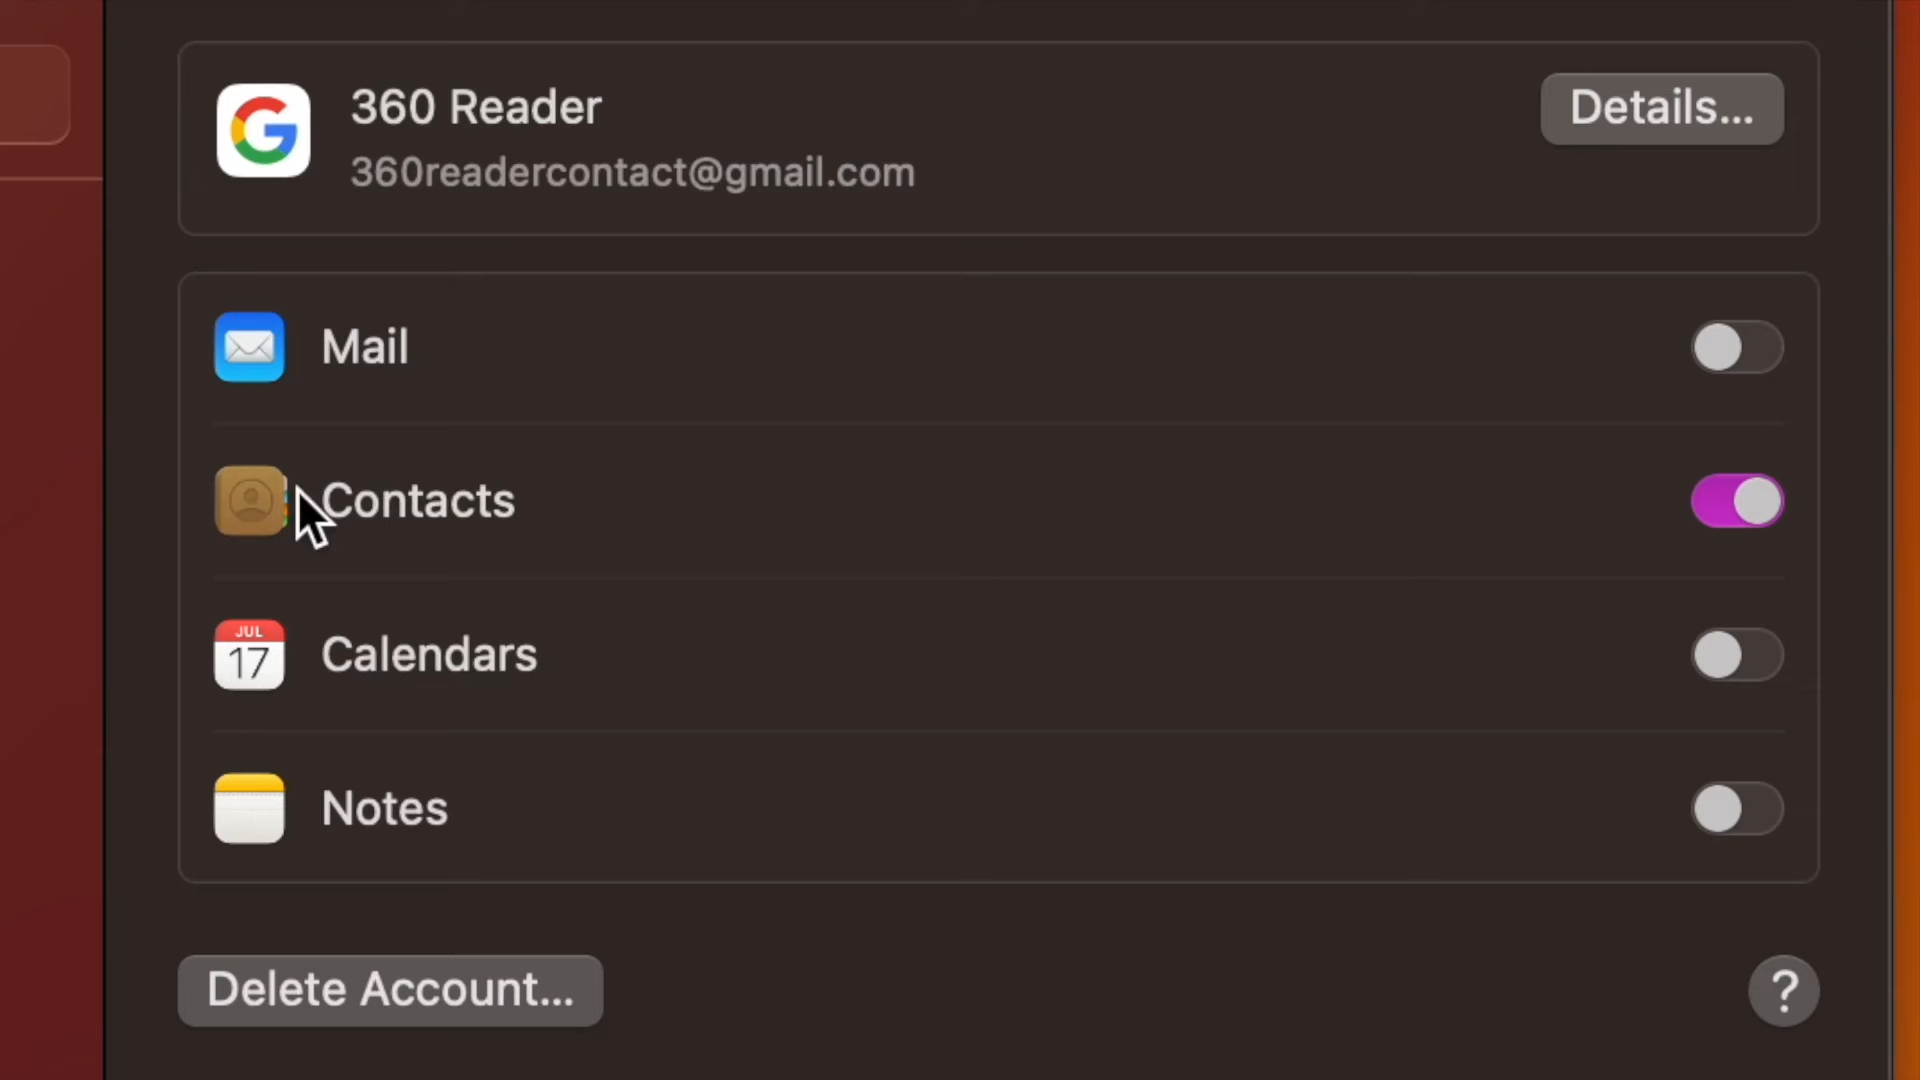 360 Reader
Details...
360readercontact@gmail.com
Mail
Contacts
JUL
17
Calendars
Notes
Delete Account...
?